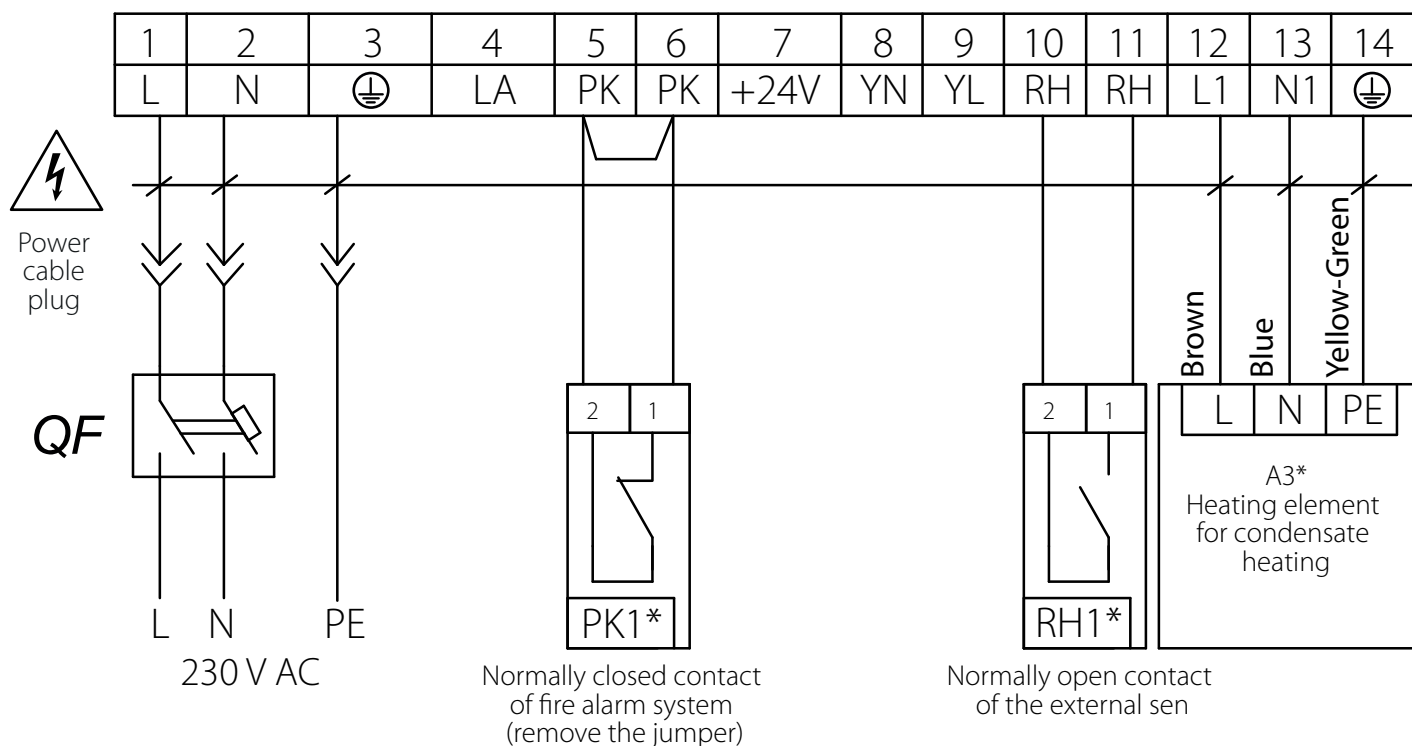 1 2 3 4 5 6 7 8 9 10 11 12 13 14
L N LA PK PK +24V YN YL RH RH L1 N1
Power
cable
plug
Brown
Blue
Yellow-Green
QF
2 1
2 1
L N PE
A3*
Heating element
for condensate
heating
L N PE
PK1*
RH1*
230 V AC
Normally closed contact
of fire alarm system
(remove the jumper)
Normally open contact
of the external sen